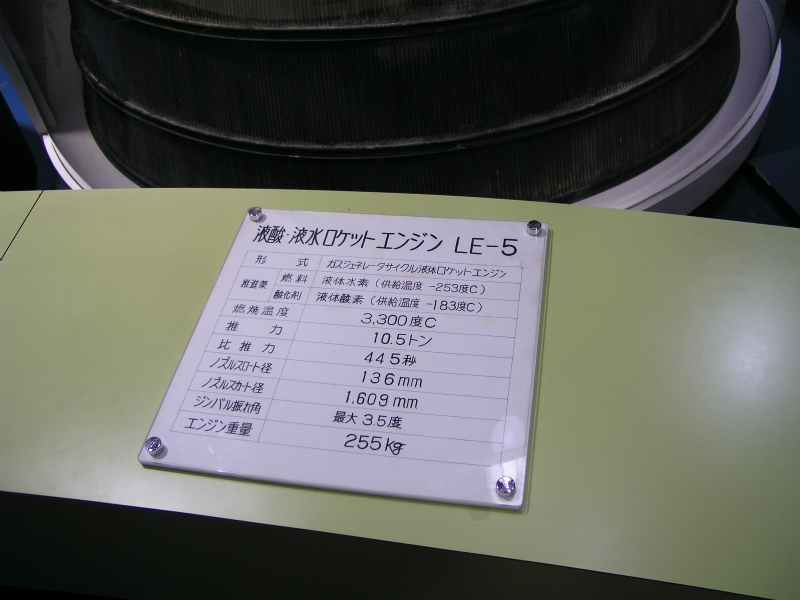 液酸・液水ロケットエンジン LE-5
形式 ガスジェネレータサイクル液体ロケットエンジン
推進薬 燃料 液体水素（供給温度 -253度C）
酸化剤 液体酸素（供給温度 -183度C）
燃焼温度 3,300度C
推力 10.5トン
比推力 445秒
ノズルスロート径 136mm
ノズルスカート径 1,609mm
ジンバル振れ角 最大3.5度
エンジン重量 255kg